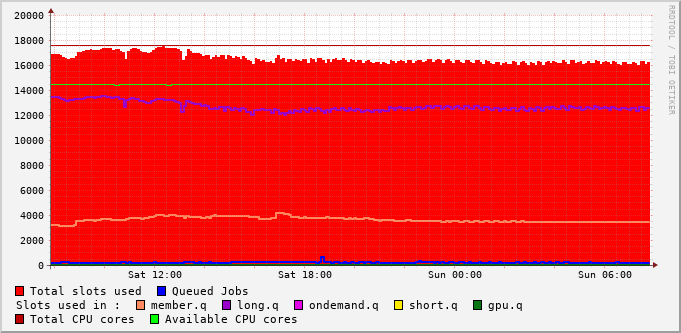 20000
18000
16000
14000
12000
10000
8000
6000
4000
2000
0
Sat 12:00 Sat 18:00 Sun 00:00 Sun 06:00
Total slots used Queued Jobs
Slots used in : member.q long.q ondemand.q short.q gpu.q
Total CPU cores Available CPU cores
RRDTOOL / TOBI OETIKER